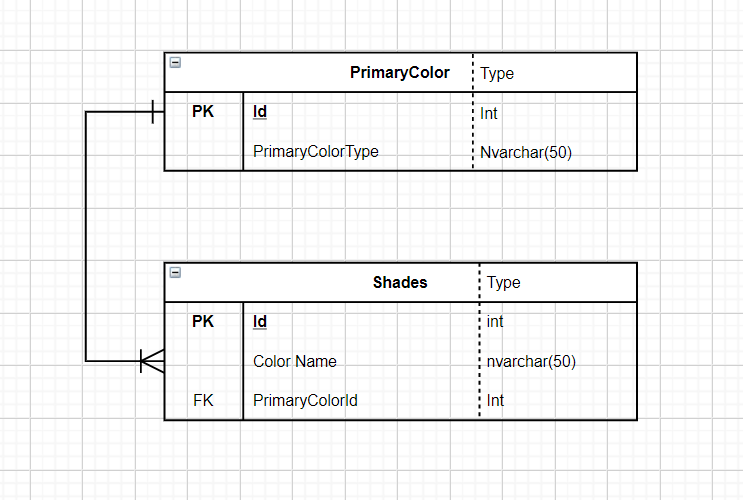 PrimaryColor Type
PK Id Int
PrimaryColorType Nvarchar(50)
Shades Type
PK Id int
Color Name nvarchar(50)
FK PrimaryColorId Int